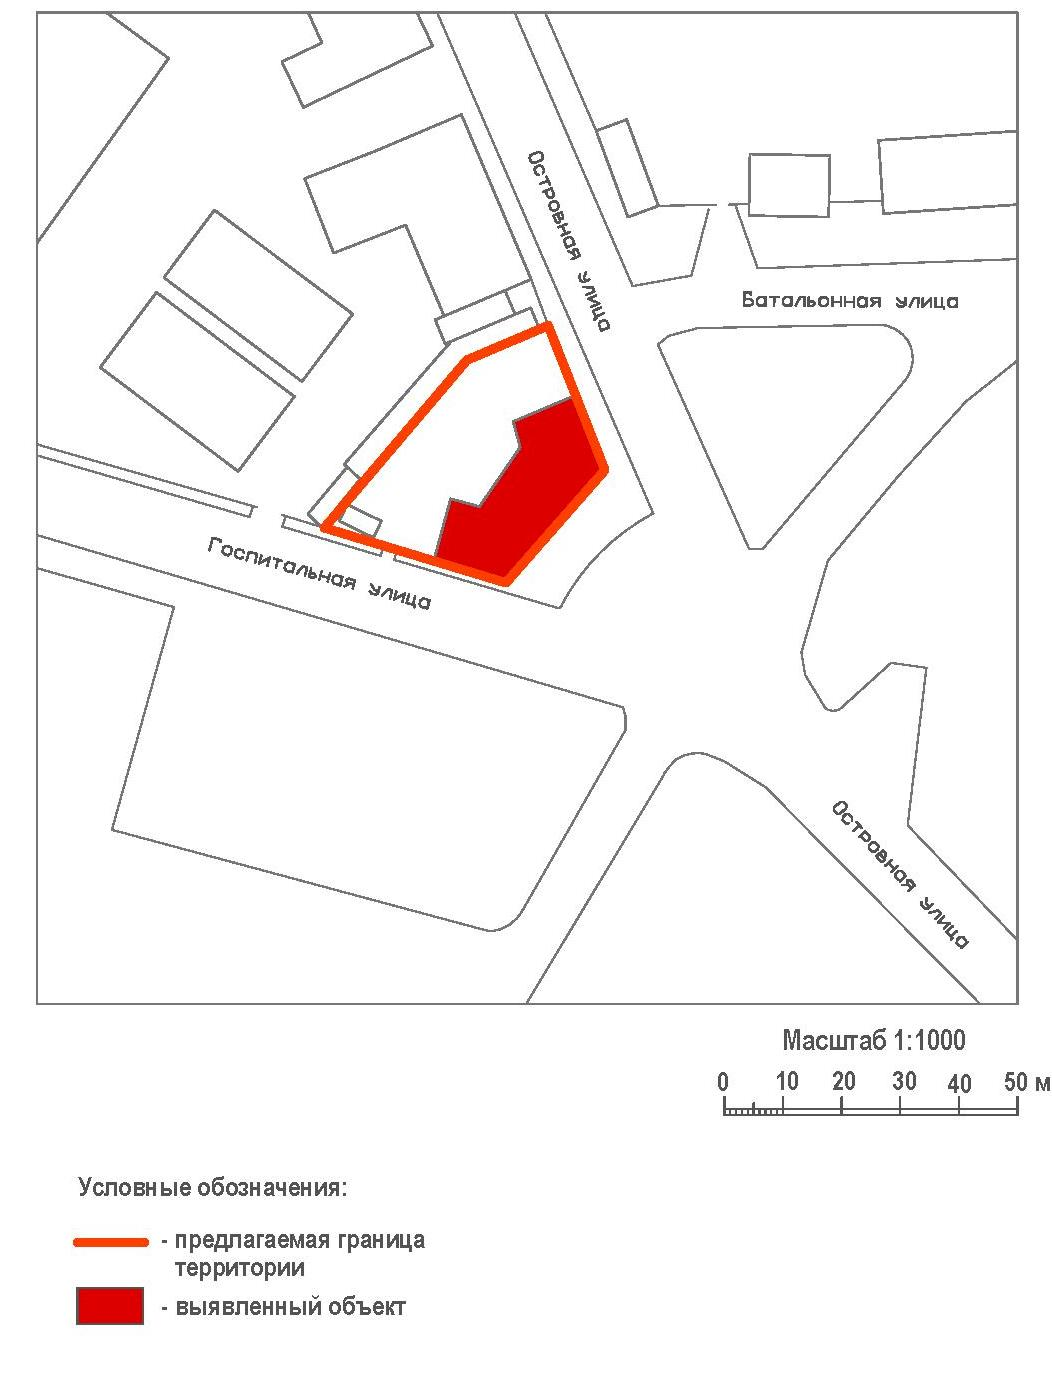 Островная улица
Батальонная улица
Госпитальная улица
Островная улица
Масштаб 1:1000
0 10 20 30 40 50 м
Условные обозначения:
- предлагаемая граница
территории
- выявленный объект